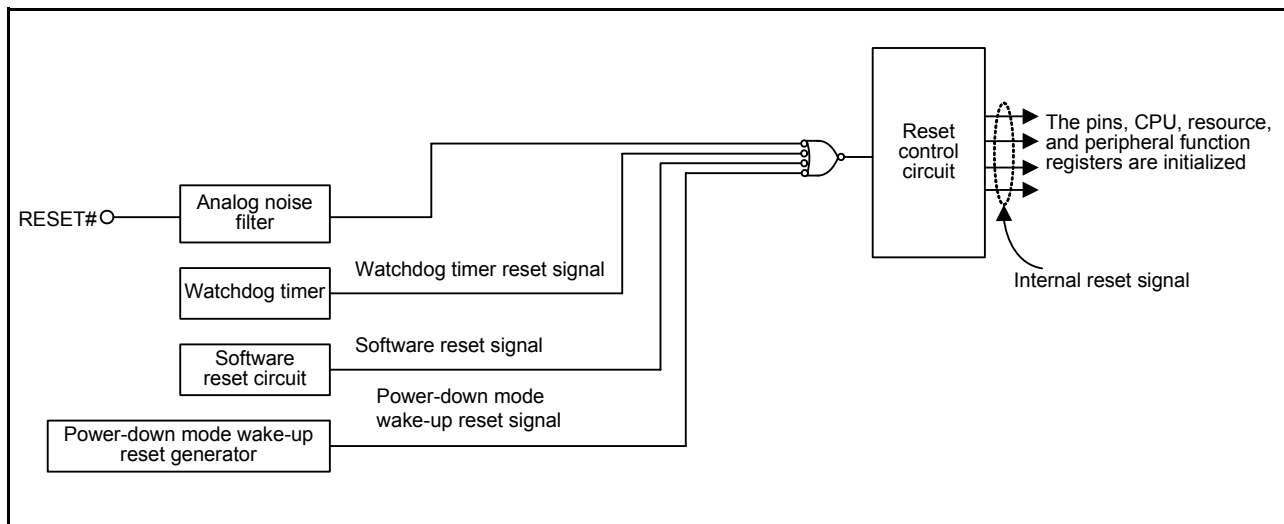 RESET#
Analog noise
filter
Watchdog timer
Watchdog timer reset signal
Software
reset circuit
Software reset signal
Power-down mode wake-up
reset generator
Power-down mode
wake-up reset signal
Reset
control
circuit
The pins, CPU, resource,
and peripheral function
registers are initialized
Internal reset signal